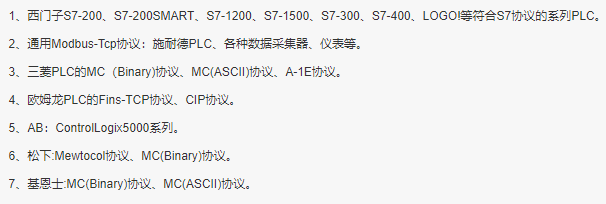 1、西门子S7-200、S7-200SMART、S7-1200、S7-1500、S7-300、S7-400、LOGO!等符合S7协议的系列PLC。
2、通用Modbus-Tcp协议：施耐德PLC、各种数据采集器、仪表等。
3、三菱PLC的MC（Binary)协议、MC(ASCII)协议、A-1E协议。
4、欧姆龙PLC的Fins-TCP协议、CIP协议。
5、AB：ControlLogix5000系列。
6、松下:Mewtocol协议、MC(Binary)协议。
7、基恩士:MC(Binary)协议、MC(ASCII)协议。